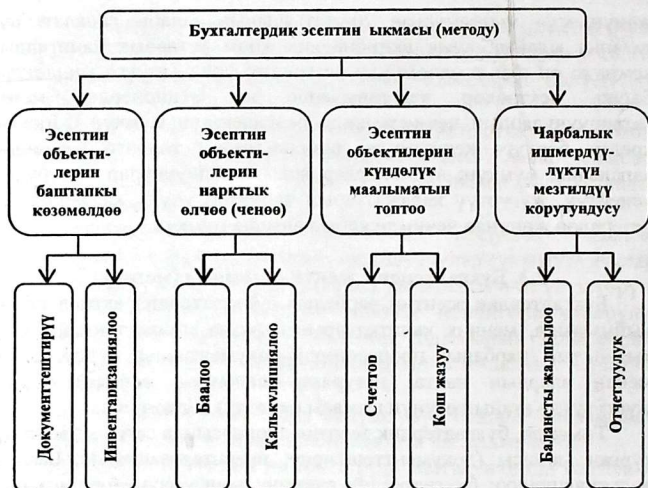 Бухгалтердик эсептин ыкмасы (методу)
Эсептин
объекти-
лерин
баштапкы
көзөмөлдөө
Эсептин
объекти-
лерин
нарктык
өлчөө (ченөө)
Эсептин
объектилерин
күндөлүк
маалыматын
топтоо
Чарбалык
ишмердүү-
лүктүн
мезгилдүү
корутундусу
Документтештирүү
Инвентаризациялоо
Баалоо
Калькуляциялоо
Счеттор
Кош жазуу
Балансты жалпылоо
Отчеттуулук